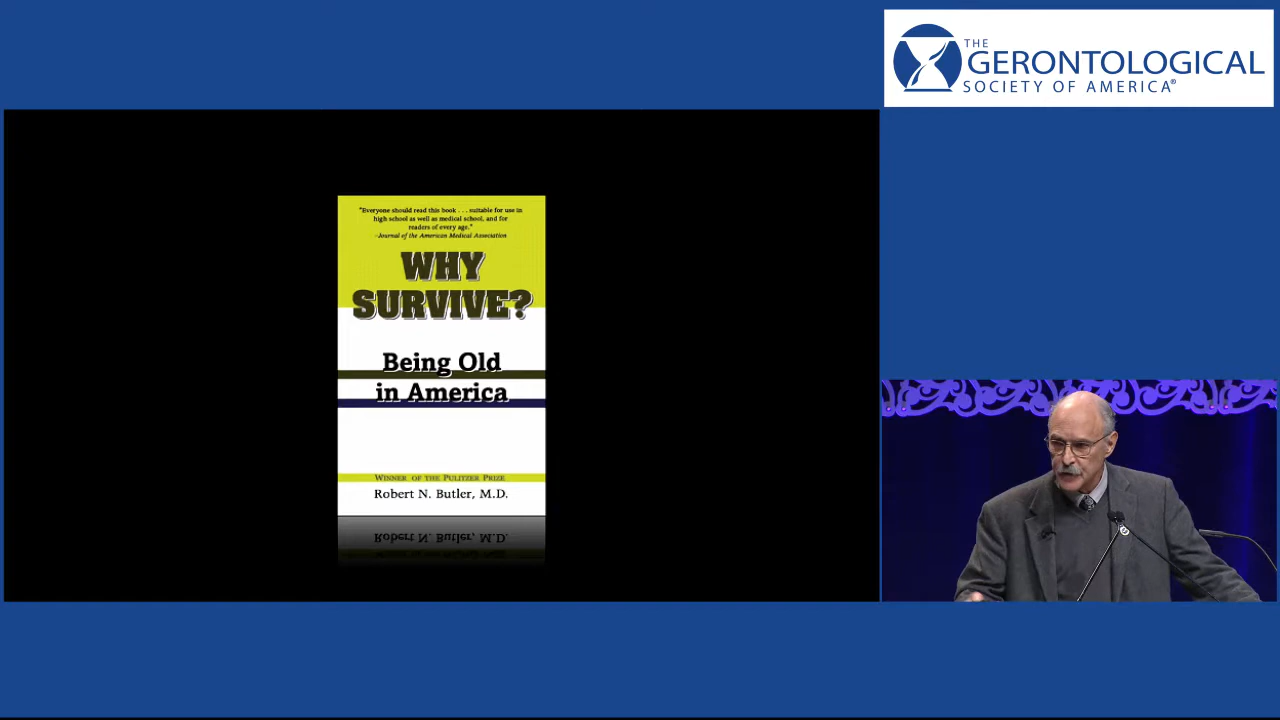 THE
GERONTOLOGICAL
SOCIETY OF AMERICA®
"Everyone should read this book . . . suitable for use in
high school as well as medical school, and for
readers of every age."
–Journal of the American Medical Association
WHY
SURVIVE?
Being Old
in America
WINNER OF THE PULITZER PRIZE
Robert N. Butler, M.D.
Robert N. Butler, M.D.